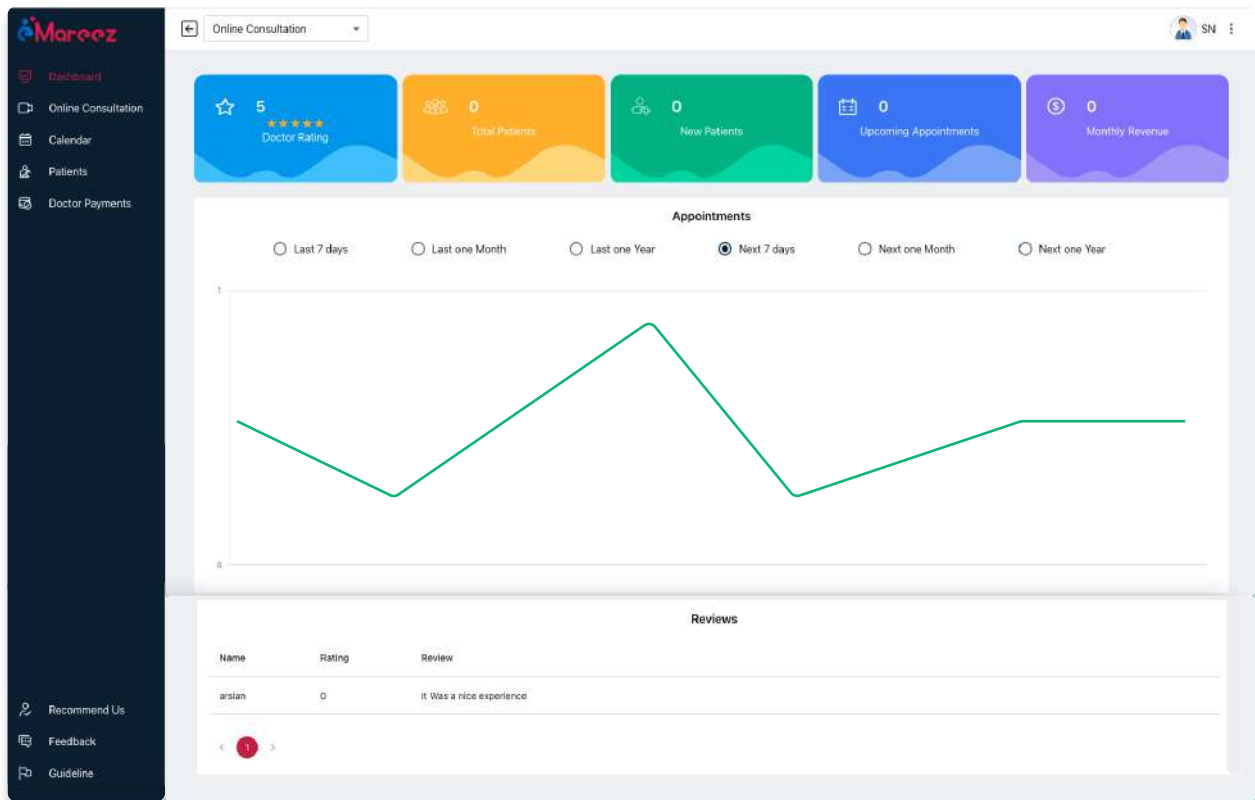 eMareez
Online Consultation
SN
Dashboard
Online Consultation
Calendar
Patients
Doctor Payments
5
Doctor Rating
0
Total Patients
0
New Patients
0
Upcoming Appointments
0
Monthly Revenue
Appointments
Last 7 days Last one Month Last one Year Next 7 days Next one Month Next one Year
1
0
Reviews
Name Rating Review
arslan 0 It Was a nice experience
< 1 >
Recommend Us
Feedback
Guideline